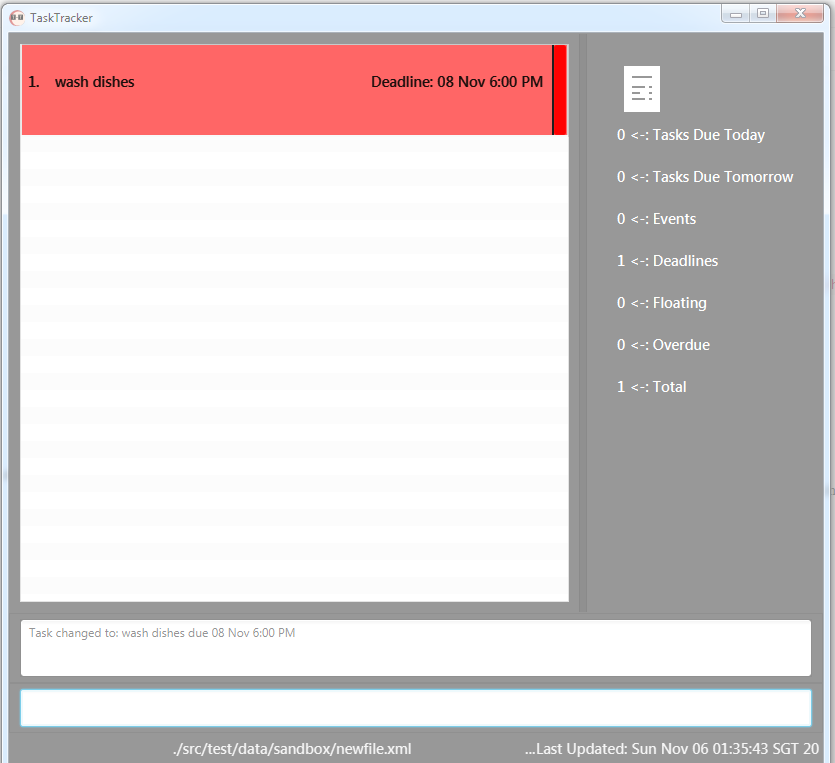 TaskTracker
1. wash dishes Deadline: 08 Nov 6:00 PM
0 <-: Tasks Due Today
0 <-: Tasks Due Tomorrow
0 <-: Events
1 <-: Deadlines
0 <-: Floating
0 <-: Overdue
1 <-: Total
Task changed to: wash dishes due 08 Nov 6:00 PM
./src/test/data/sandbox/newfile.xml ...Last Updated: Sun Nov 06 01:35:43 SGT 20